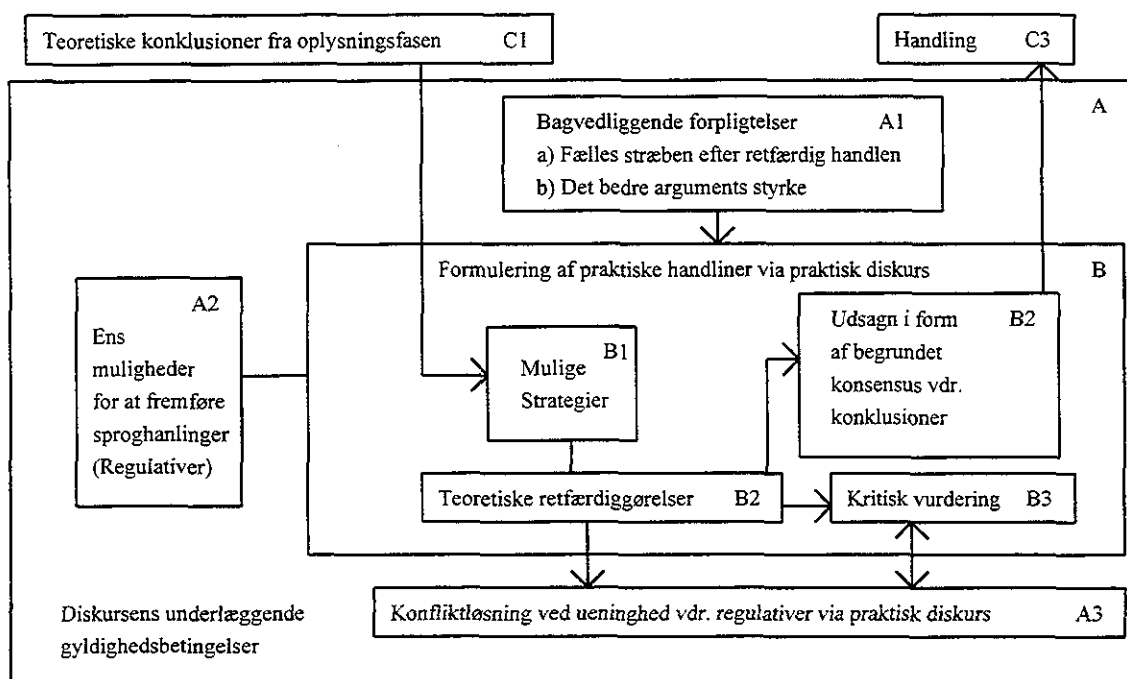 Teoretiske konklusioner fra oplysningsfasen C1
Handling C3
A
Bagvedliggende forpligtelser A1
a) Fælles stræben efter retfærdig handlen
b) Det bedre arguments styrke
Formulering af praktiske handliner via praktisk diskurs B
A2
Ens
muligheder
for at fremføre
sproghanlinger
(Regulativer)
B1
Mulige
Strategier
Udsagn i form B2
af begrundet
konsensus vdr.
konklusioner
Teoretiske retfærdiggørelser B2
Kritisk vurdering B3
Konfliktløsning ved uenighed vdr. regulativer via praktisk diskurs A3
Diskursens underlæggende
gyldighedsbetingelser